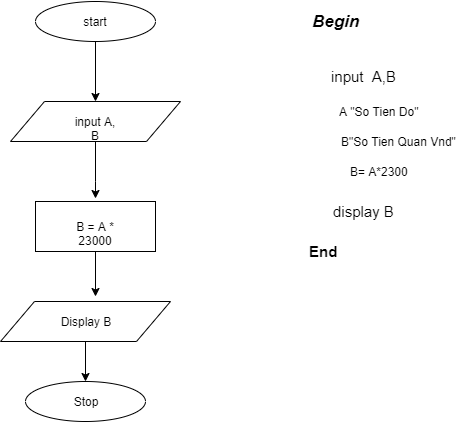 start
input A,
B
B = A *
23000
Display B
Stop
Begin
input A,B
A "So Tien Do"
B"So Tien Quan Vnd"
B= A*2300
display B
End